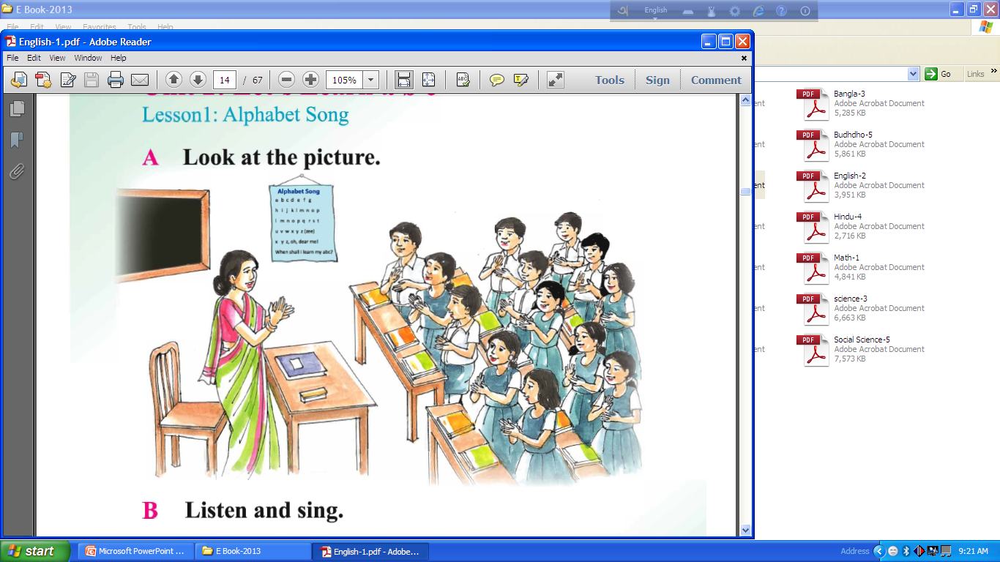 E Book-2013
English
File Edit View Favorites Tools Help
English-1.pdf - Adobe Reader
File Edit View Window Help
14 / 67
105%
Tools Sign Comment
Go Links »
Lesson1: Alphabet Song
A Look at the picture.
Alphabet Song
a b c d e f g
h i j k l m n o p
l m n o p q r s t
u v w x y z (zee)
x y z, oh, dear me!
When shall i learn my abc?
B Listen and sing.
Bangla-3
Adobe Acrobat Document
5,285 KB
Budhdho-5
Adobe Acrobat Document
5,861 KB
English-2
Adobe Acrobat Document
3,951 KB
Hindu-4
Adobe Acrobat Document
2,716 KB
Math-1
Adobe Acrobat Document
4,841 KB
science-3
Adobe Acrobat Document
6,663 KB
Social Science-5
Adobe Acrobat Document
7,573 KB
start
Microsoft PowerPoint ...
E Book-2013
English-1.pdf - Adobe...
Address
9:21 AM